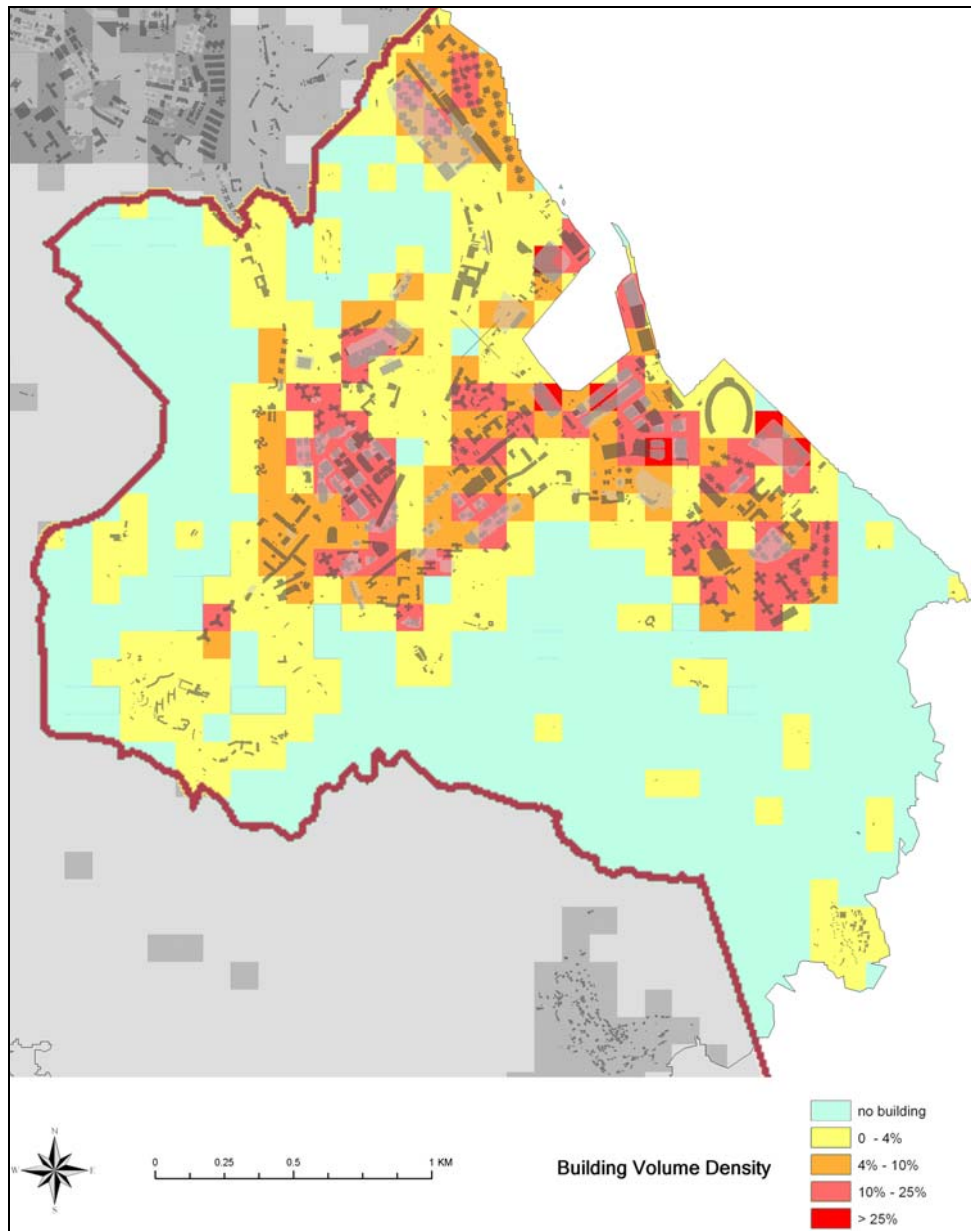 no building
0 - 4%
4% - 10%
10% - 25%
> 25%
Building Volume Density
0 0.25 0.5 1 KM
N
W E
S